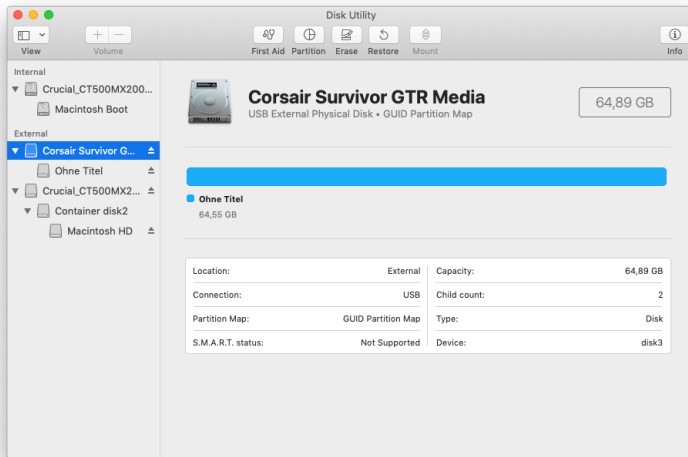 Disk Utility
View
Volume
First Aid
Partition
Erase
Restore
Mount
Info
Internal
Crucial_CT500MX200...
Macintosh Boot
External
Corsair Survivor G...
Ohne Titel
Crucial_CT500MX2...
Container disk2
Macintosh HD
Corsair Survivor GTR Media
USB External Physical Disk • GUID Partition Map
64,89 GB
Ohne Titel
64,55 GB
Location: External
Connection: USB
Partition Map: GUID Partition Map
S.M.A.R.T. status: Not Supported
Capacity: 64,89 GB
Child count: 2
Type: Disk
Device: disk3